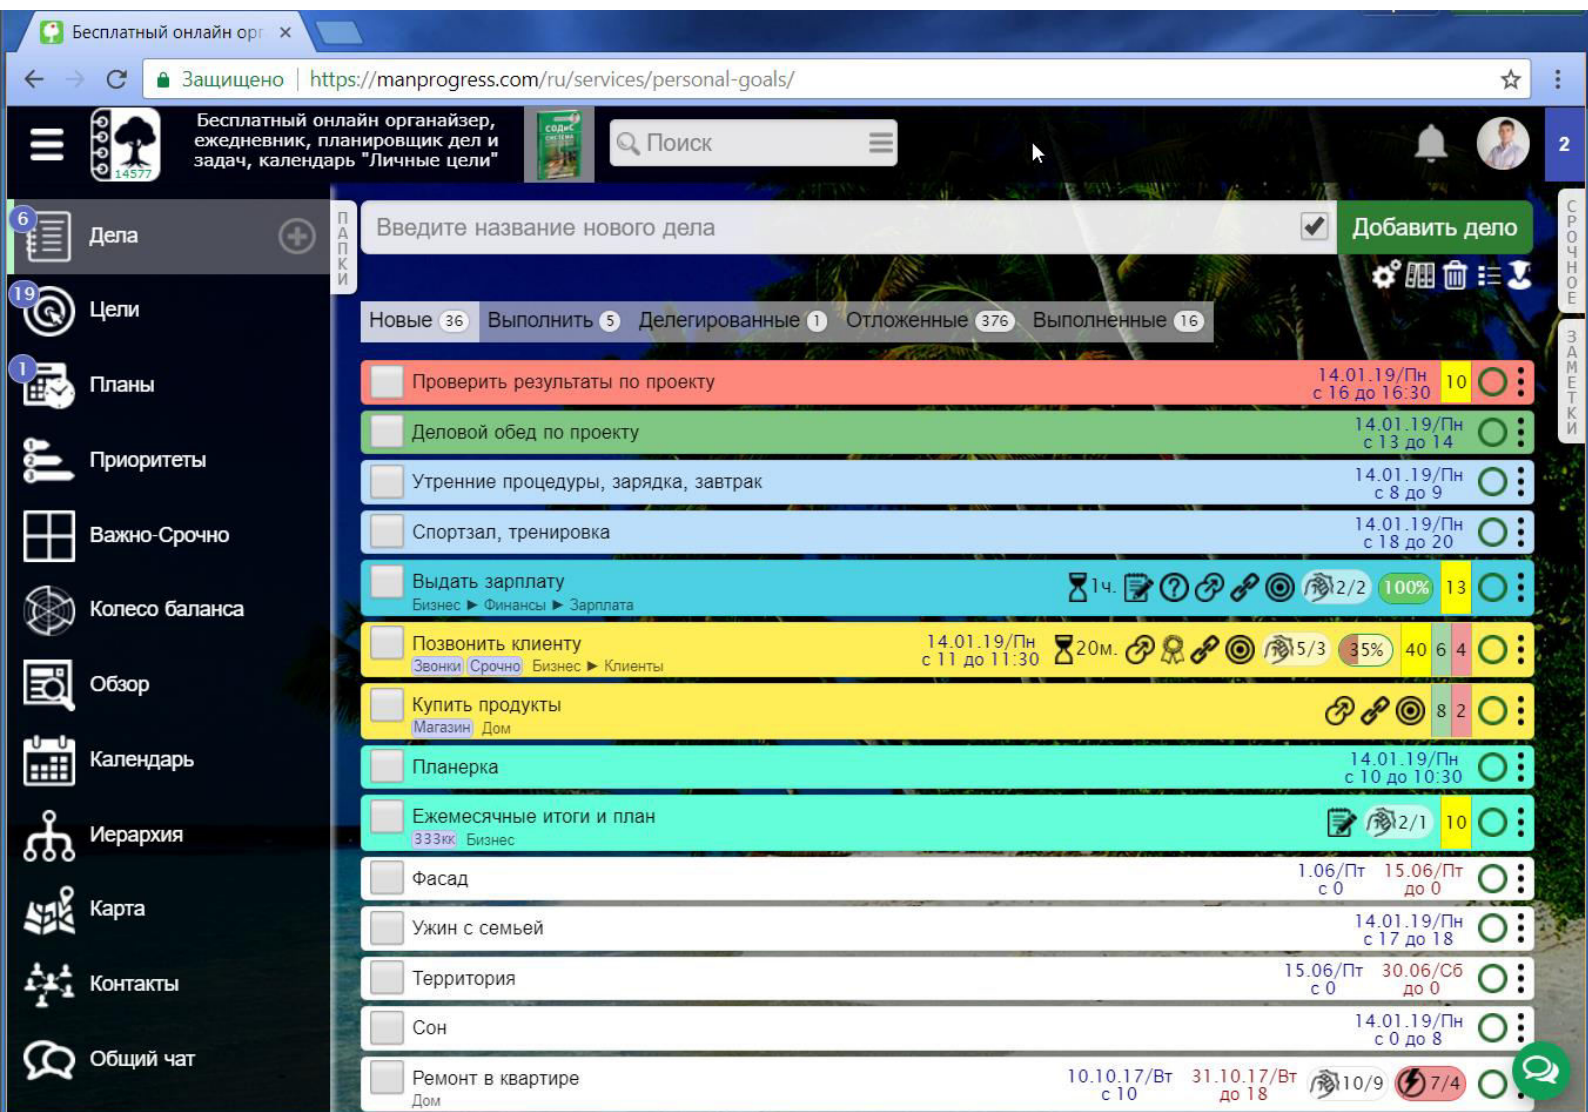 Бесплатный онлайн орг
Защищено https://manprogress.com/ru/services/personal-goals/
14577
Бесплатный онлайн органайзер,
ежедневник, планировщик дел и
задач, календарь "Личные цели"
СОДИС
Поиск
2
6
Дела
19
Цели
1
Планы
Приоритеты
Важно-Срочно
Колесо баланса
Обзор
Календарь
Иерархия
Карта
Контакты
Общий чат
ПАПКИ
Введите название нового дела
Добавить дело
СРОЧНОЕ
ЗАМЕТКИ
Новые 36 Выполнить 5 Делегированные 1 Отложенные 376 Выполненные 16
Проверить результаты по проекту 14.01.19/Пн 10
с 16 до 16:30
Деловой обед по проекту 14.01.19/Пн
с 13 до 14
Утренние процедуры, зарядка, завтрак 14.01.19/Пн
с 8 до 9
Спортзал, тренировка 14.01.19/Пн
с 18 до 20
Выдать зарплату 1ч. 2/2 100% 13
Бизнес ▶ Финансы ▶ Зарплата
Позвонить клиенту 14.01.19/Пн 20м. 5/3 35% 40 6 4
с 11 до 11:30
Звонки Срочно Бизнес ▶ Клиенты
Купить продукты 8 2
Магазин Дом
Планерка 14.01.19/Пн
с 10 до 10:30
Ежемесячные итоги и план 2/1 10
333кк Бизнес
Фасад 1.06/Пт 15.06/Пт
с 0 до 0
Ужин с семьей 14.01.19/Пн
с 17 до 18
Территория 15.06/Пт 30.06/Сб
с 0 до 0
Сон 14.01.19/Пн
с 0 до 8
Ремонт в квартире 10.10.17/Вт 31.10.17/Вт 10/9 7/4
с 10 до 18
Дом